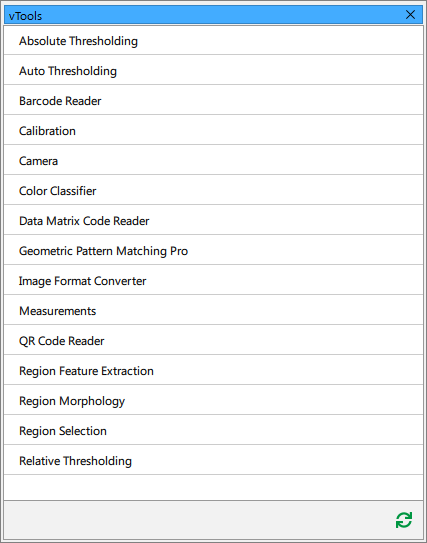 vTools
Absolute Thresholding
Auto Thresholding
Barcode Reader
Calibration
Camera
Color Classifier
Data Matrix Code Reader
Geometric Pattern Matching Pro
Image Format Converter
Measurements
QR Code Reader
Region Feature Extraction
Region Morphology
Region Selection
Relative Thresholding